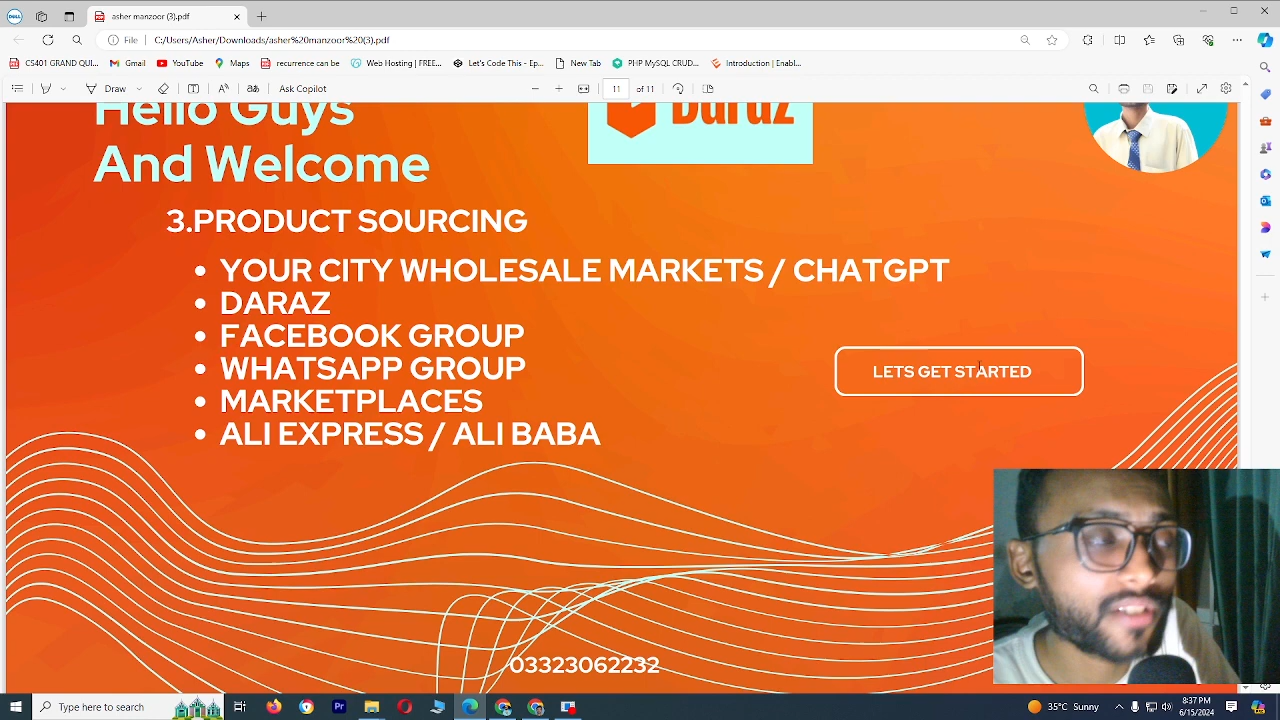 asher manzoor (3).pdf
File C:/Users/Asher/Downloads/asher%20manzoor%20(3).pdf
CS401 GRAND QUI... Gmail YouTube Maps recurrence can be Web Hosting | FREE... Let's Code This - Ep... New Tab PHP MySQL CRUD... Introduction | Enabl...
Draw Ask Copilot 11 of 11
Hello Guys
And Welcome
Daraz
3.PRODUCT SOURCING
YOUR CITY WHOLESALE MARKETS / CHATGPT
DARAZ
FACEBOOK GROUP
WHATSAPP GROUP
MARKETPLACES
ALI EXPRESS / ALI BABA
LETS GET STARTED
03323062232
Type here to search
35°C Sunny
8:37 PM
6/15/2024